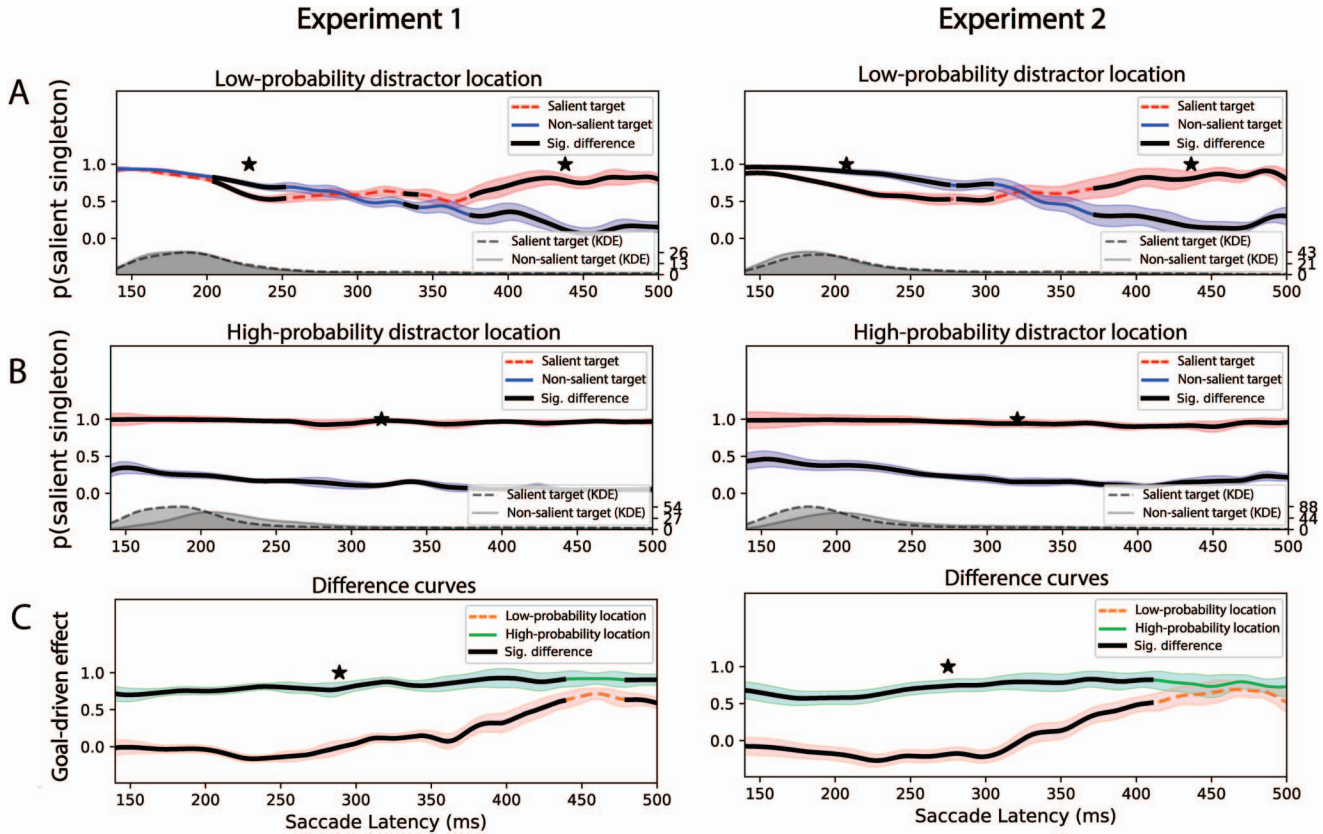 Experiment 1
Experiment 2
A
Low-probability distractor location
p(salient singleton)
1.0
0.5
0.0
Salient target
Non-salient target
Sig. difference
Salient target (KDE)
Non-salient target (KDE)
26
13
0
150 200 250 300 350 400 450 500
Low-probability distractor location
1.0
0.5
0.0
Salient target
Non-salient target
Sig. difference
Salient target (KDE)
Non-salient target (KDE)
43
21
0
150 200 250 300 350 400 450 500
B
High-probability distractor location
p(salient singleton)
1.0
0.5
0.0
Salient target
Non-salient target
Sig. difference
Salient target (KDE)
Non-salient target (KDE)
54
27
0
150 200 250 300 350 400 450 500
High-probability distractor location
1.0
0.5
0.0
Salient target
Non-salient target
Sig. difference
Salient target (KDE)
Non-salient target (KDE)
88
44
0
150 200 250 300 350 400 450 500
C
Difference curves
Goal-driven effect
1.0
0.5
0.0
Low-probability location
High-probability location
Sig. difference
150 200 250 300 350 400 450 500
Saccade Latency (ms)
Difference curves
1.0
0.5
0.0
Low-probability location
High-probability location
Sig. difference
150 200 250 300 350 400 450 500
Saccade Latency (ms)